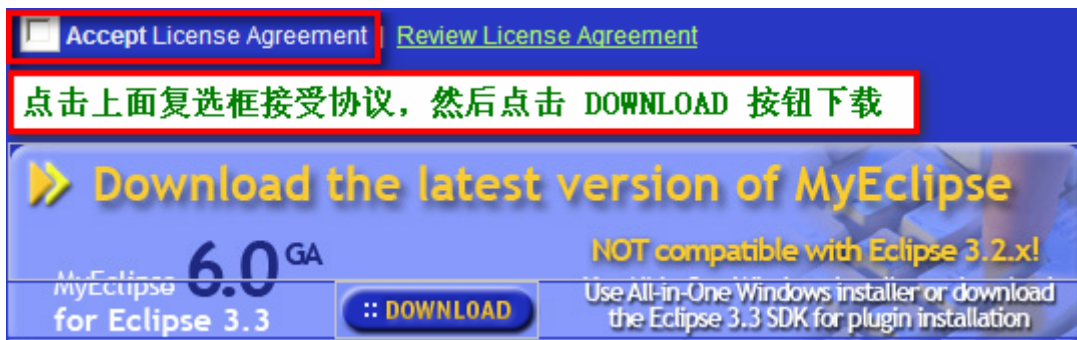 Accept License Agreement | Review License Agreement
点击上面复选框接受协议，然后点击 DOWNLOAD 按钮下载
Download the latest version of MyEclipse
MyEclipse 6.0 GA
for Eclipse 3.3
:: DOWNLOAD
NOT compatible with Eclipse 3.2.x!
Use All-in-One Windows installer or download
the Eclipse 3.3 SDK for plugin installation